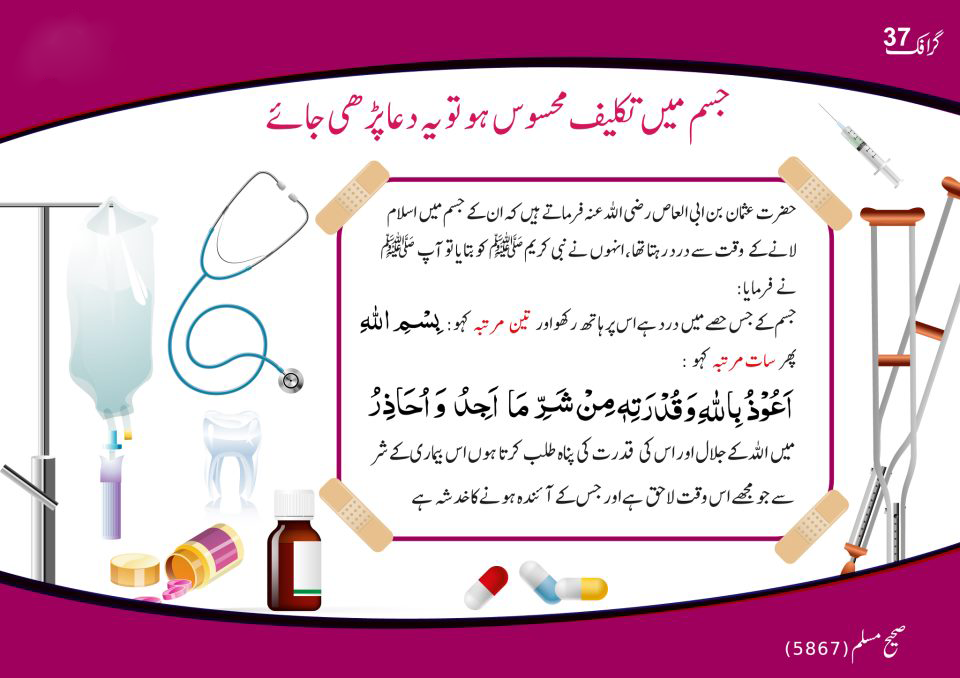 گرافک 37
جسم میں تکلیف محسوس ہو تو یہ دعا پڑھی جائے
حضرت عثمان بن ابی العاص رضی اللہ عنہ فرماتے ہیں کہ ان کے جسم میں اسلام
لانے کے وقت سے درد رہتا تھا، انہوں نے نبی کریم ﷺ کو بتایا تو آپ ﷺ
نے فرمایا:
جسم کے جس حصے میں درد ہے اس پر ہاتھ رکھو اور تین مرتبہ کہو: بِسْمِ اللهِ
پھر سات مرتبہ کہو :
اَعُوْذُ بِاللهِ وَ قُدْرَتِهٖ مِنْ شَرِّ مَا اَجِدُ وَ اُحَاذِرُ
میں اللہ کے جلال اور اس کی قدرت کی پناہ طلب کرتا ہوں اس بیماری کے شر
سے جو مجھے اس وقت لاحق ہے اور جس کے آئندہ ہونے کا خدشہ ہے
صحیح مسلم (5867)